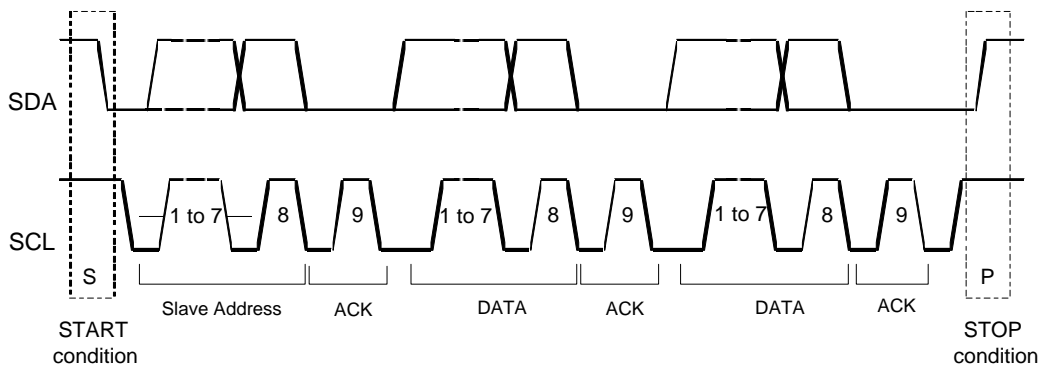 SDA
SCL
1 to 7 8 9 1 to 7 8 9 1 to 7 8 9
S P
Slave Address ACK DATA ACK DATA ACK
START
condition
STOP
condition